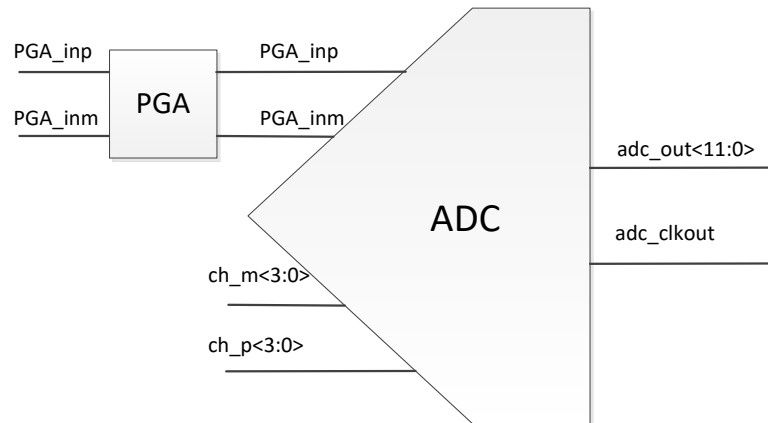 PGA_inp
PGA_inp
PGA
PGA_inm
PGA_inm
adc_out<11:0>
ADC
adc_clkout
ch_m<3:0>
ch_p<3:0>